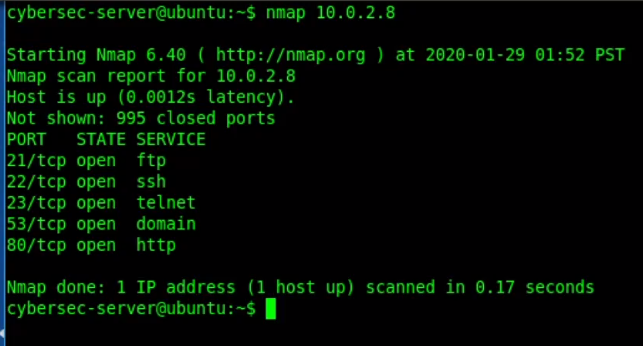 cybersec-server@ubuntu:~$ nmap 10.0.2.8
Starting Nmap 6.40 ( http://nmap.org ) at 2020-01-29 01:52 PST
Nmap scan report for 10.0.2.8
Host is up (0.0012s latency).
Not shown: 995 closed ports
PORT   STATE SERVICE
21/tcp open  ftp
22/tcp open  ssh
23/tcp open  telnet
53/tcp open  domain
80/tcp open  http
Nmap done: 1 IP address (1 host up) scanned in 0.17 seconds
cybersec-server@ubuntu:~$